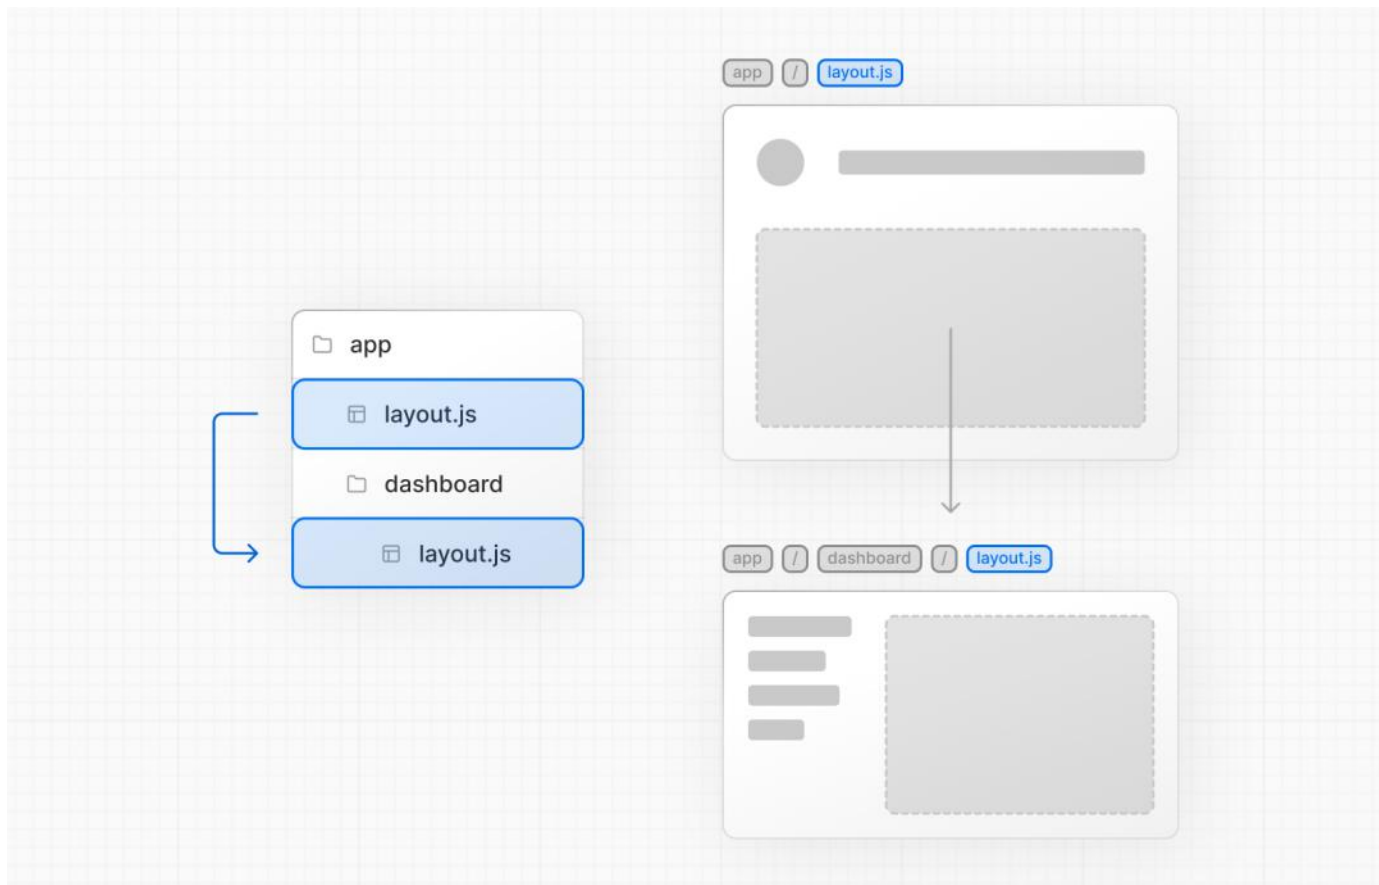 app
layout.js
dashboard
layout.js
app / layout.js
app / dashboard / layout.js